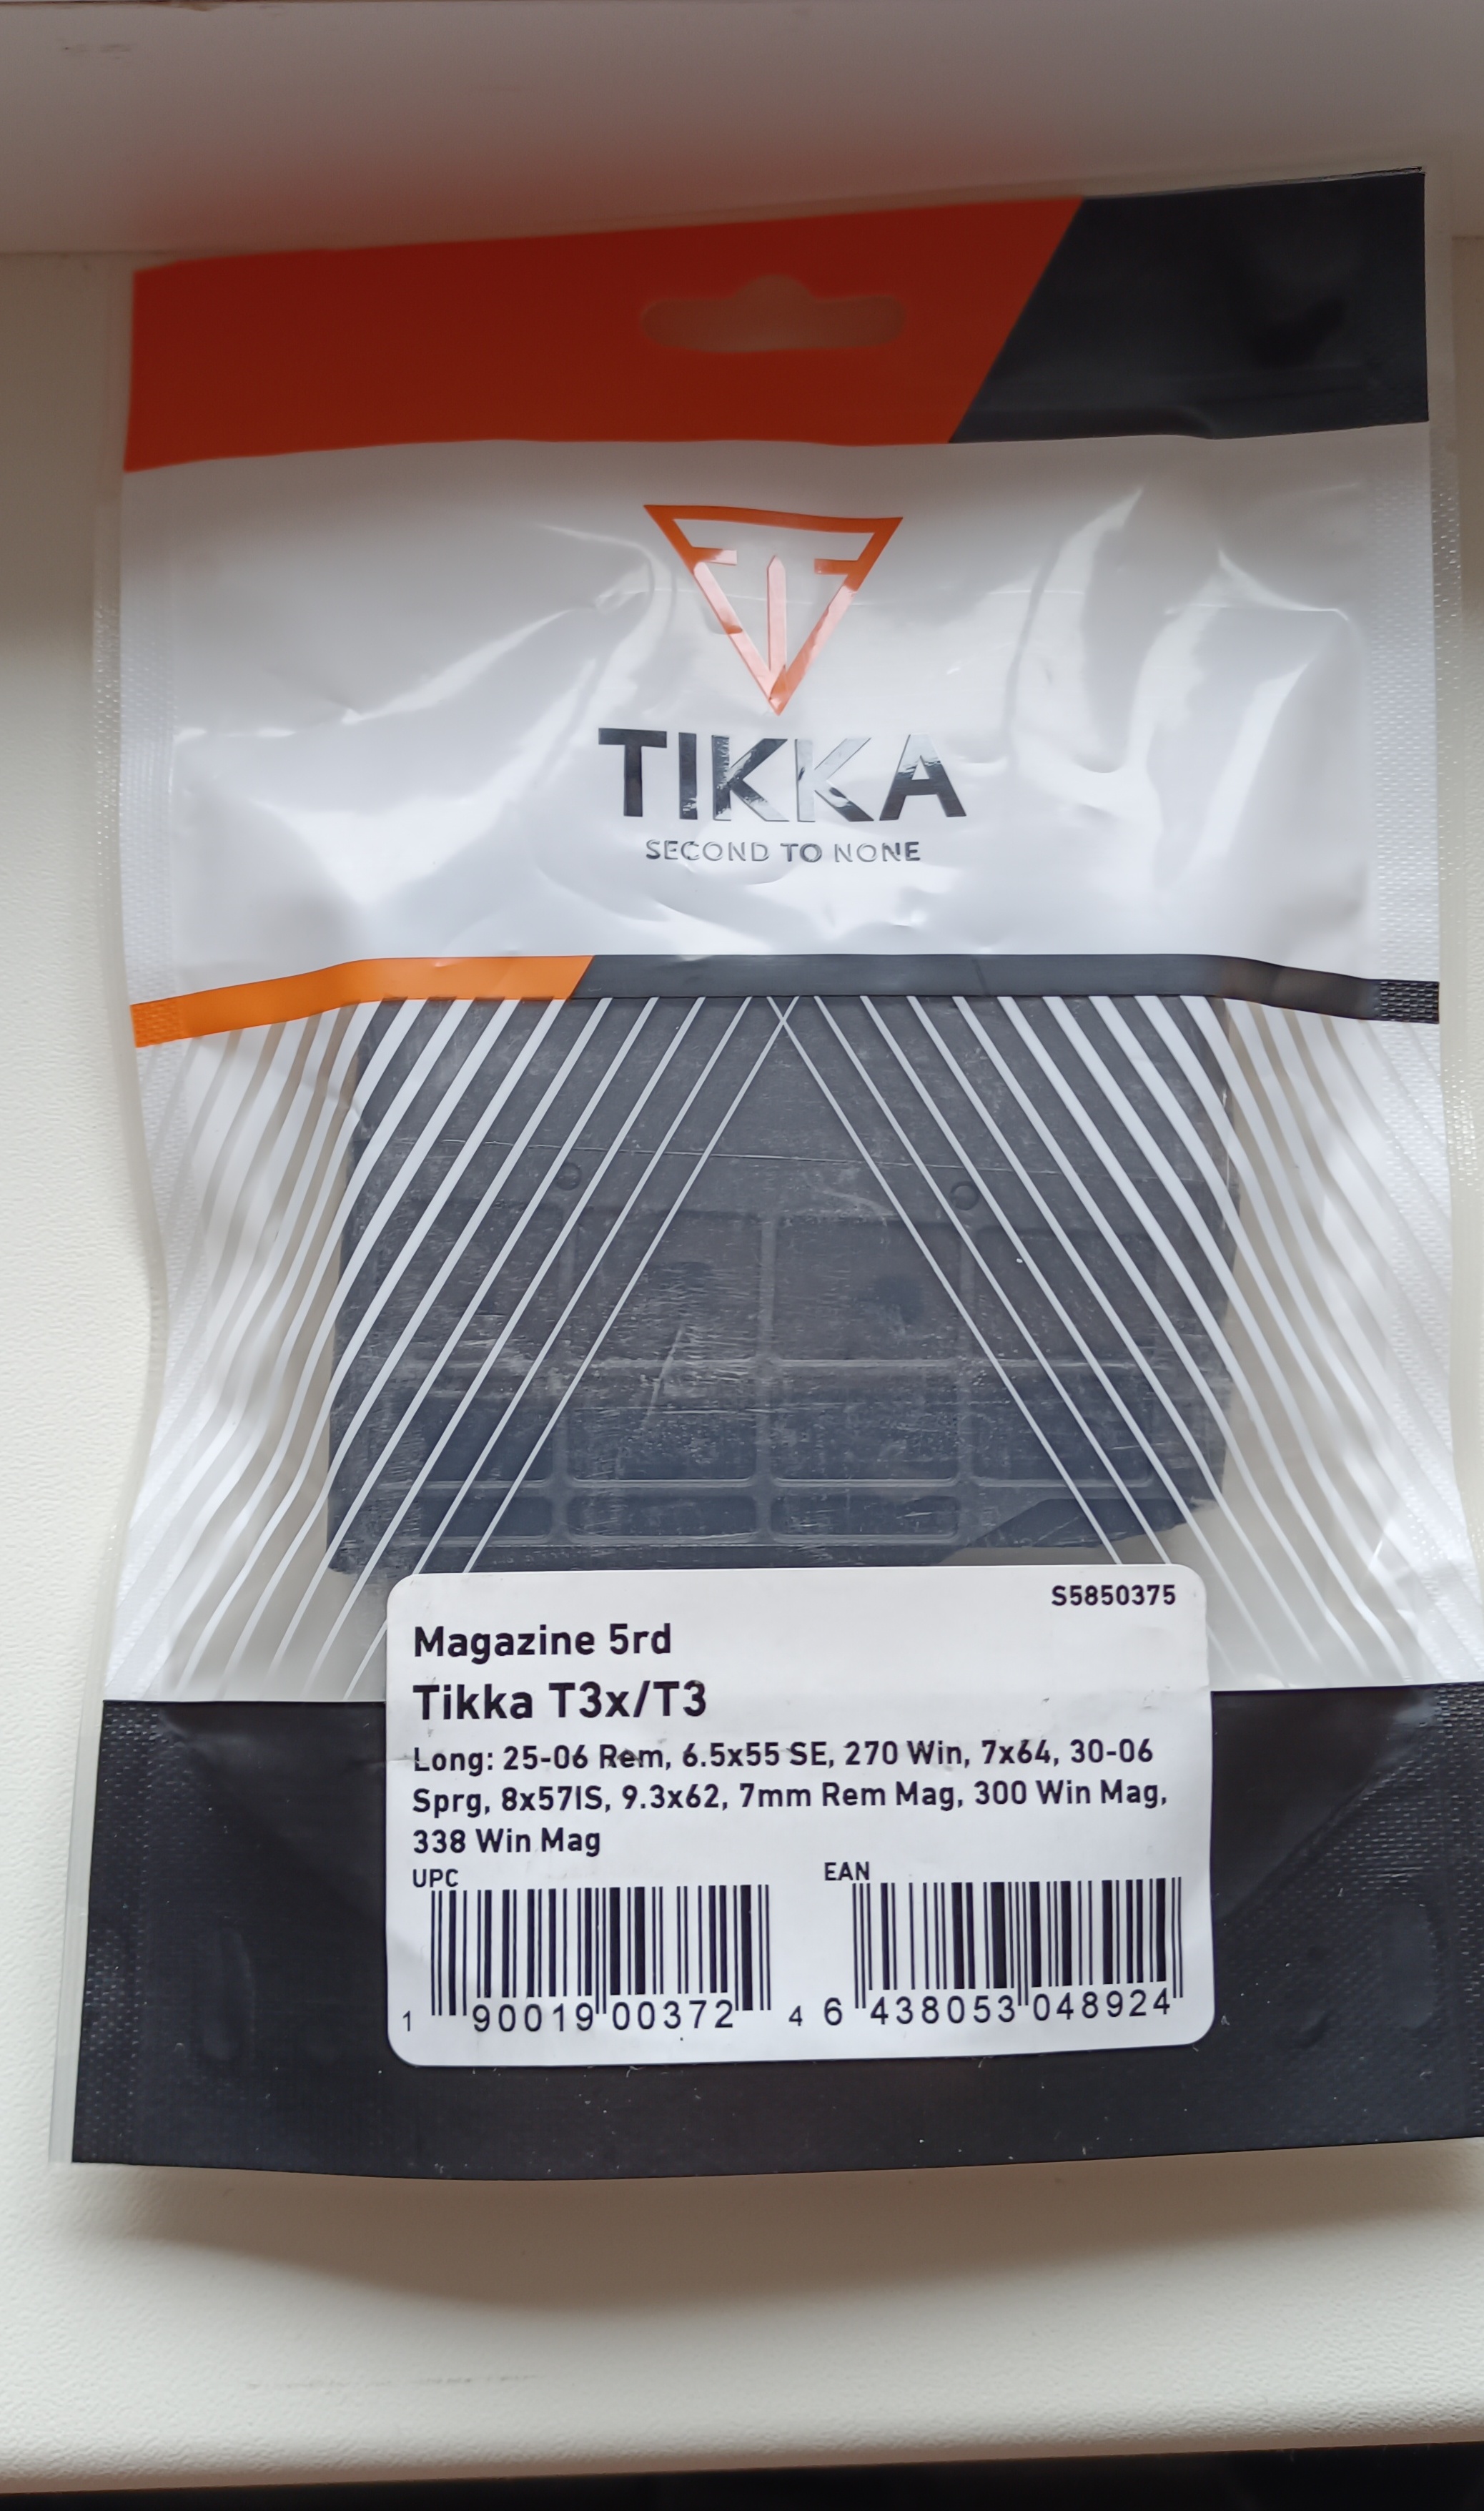 TIKKA
SECOND TO NONE
S5850375
Magazine 5rd
Tikka T3x/T3
Long: 25-06 Rem, 6.5x55 SE, 270 Win, 7x64, 30-06
Sprg, 8x57IS, 9.3x62, 7mm Rem Mag, 300 Win Mag,
338 Win Mag
UPC
EAN
1 90019 00372 4
6 438053 048924